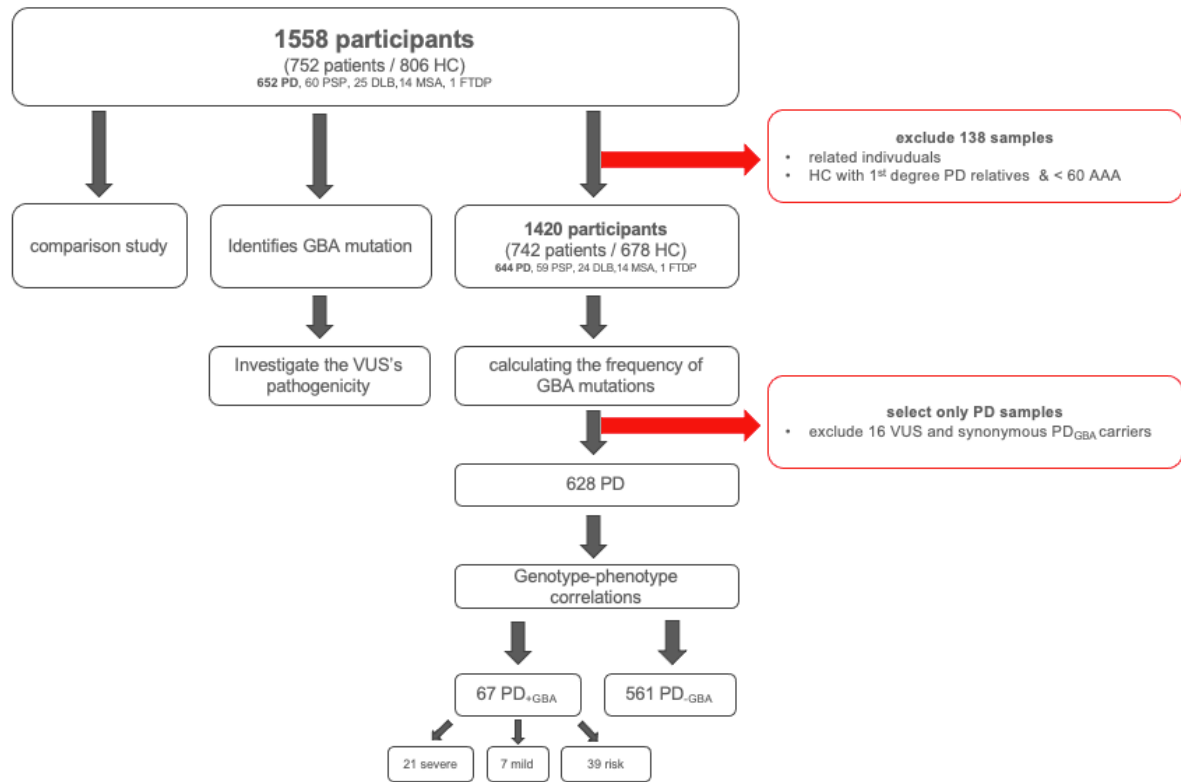 1558 participants
(752 patients / 806 HC)
652 PD, 60 PSP, 25 DLB,14 MSA, 1 FTDP
exclude 138 samples
• related indivuduals
• HC with 1st degree PD relatives & < 60 AAA
comparison study
Identifies GBA mutation
1420 participants
(742 patients / 678 HC)
644 PD, 59 PSP, 24 DLB,14 MSA, 1 FTDP
Investigate the VUS's
pathogenicity
calculating the frequency of
GBA mutations
select only PD samples
• exclude 16 VUS and synonymous PDGBA carriers
628 PD
Genotype-phenotype
correlations
67 PD+GBA
561 PD-GBA
21 severe
7 mild
39 risk